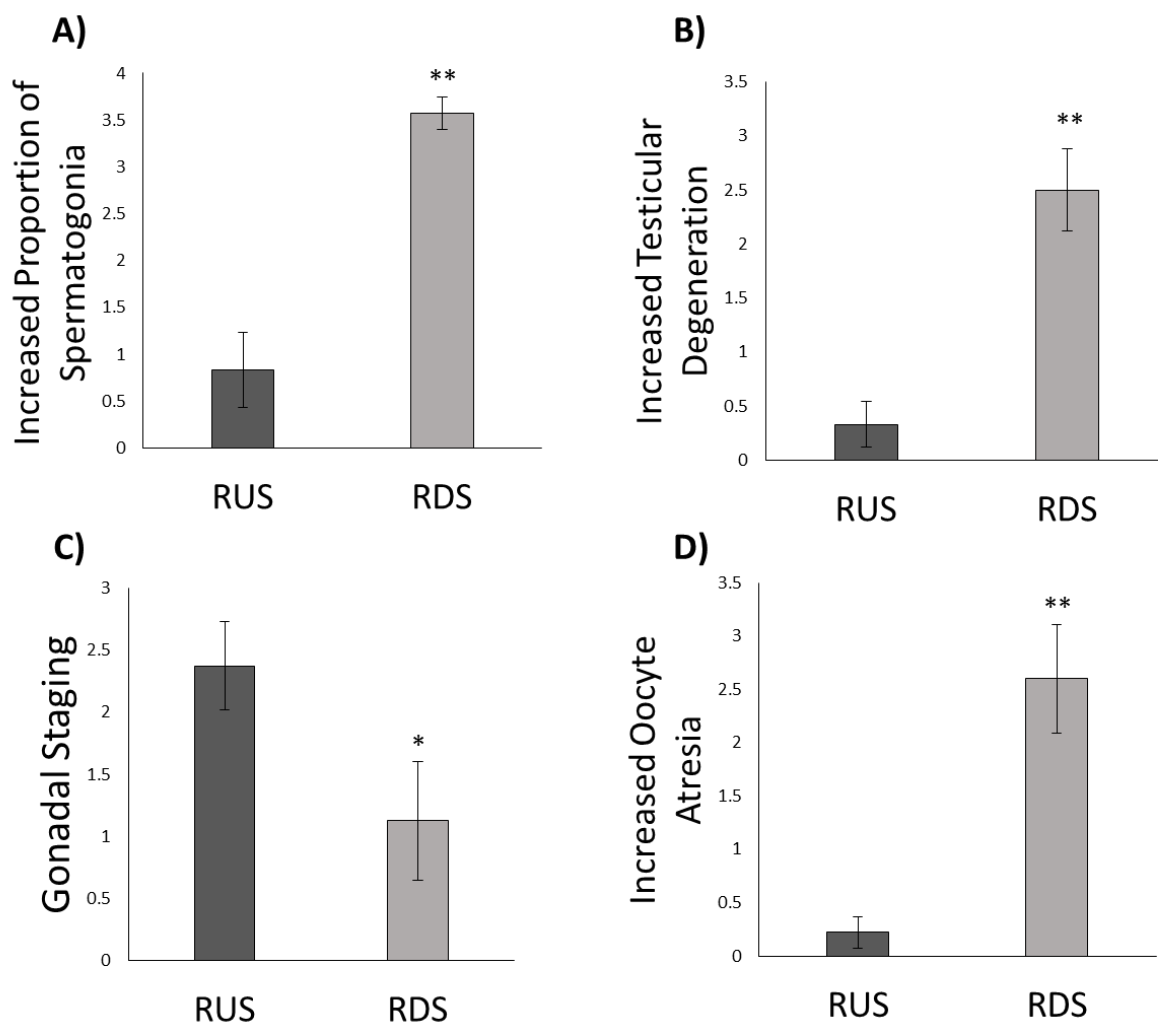 A)
Increased Proportion of
Spermatogonia
4
3.5
3
2.5
2
1.5
1
0.5
0
**
RUS
RDS
B)
Increased Testicular
Degeneration
3.5
3
2.5
2
1.5
1
0.5
0
**
RUS
RDS
C)
Gonadal Staging
3
2.5
2
1.5
1
0.5
0
*
RUS
RDS
D)
Increased Oocyte
Atresia
3.5
3
2.5
2
1.5
1
0.5
0
**
RUS
RDS